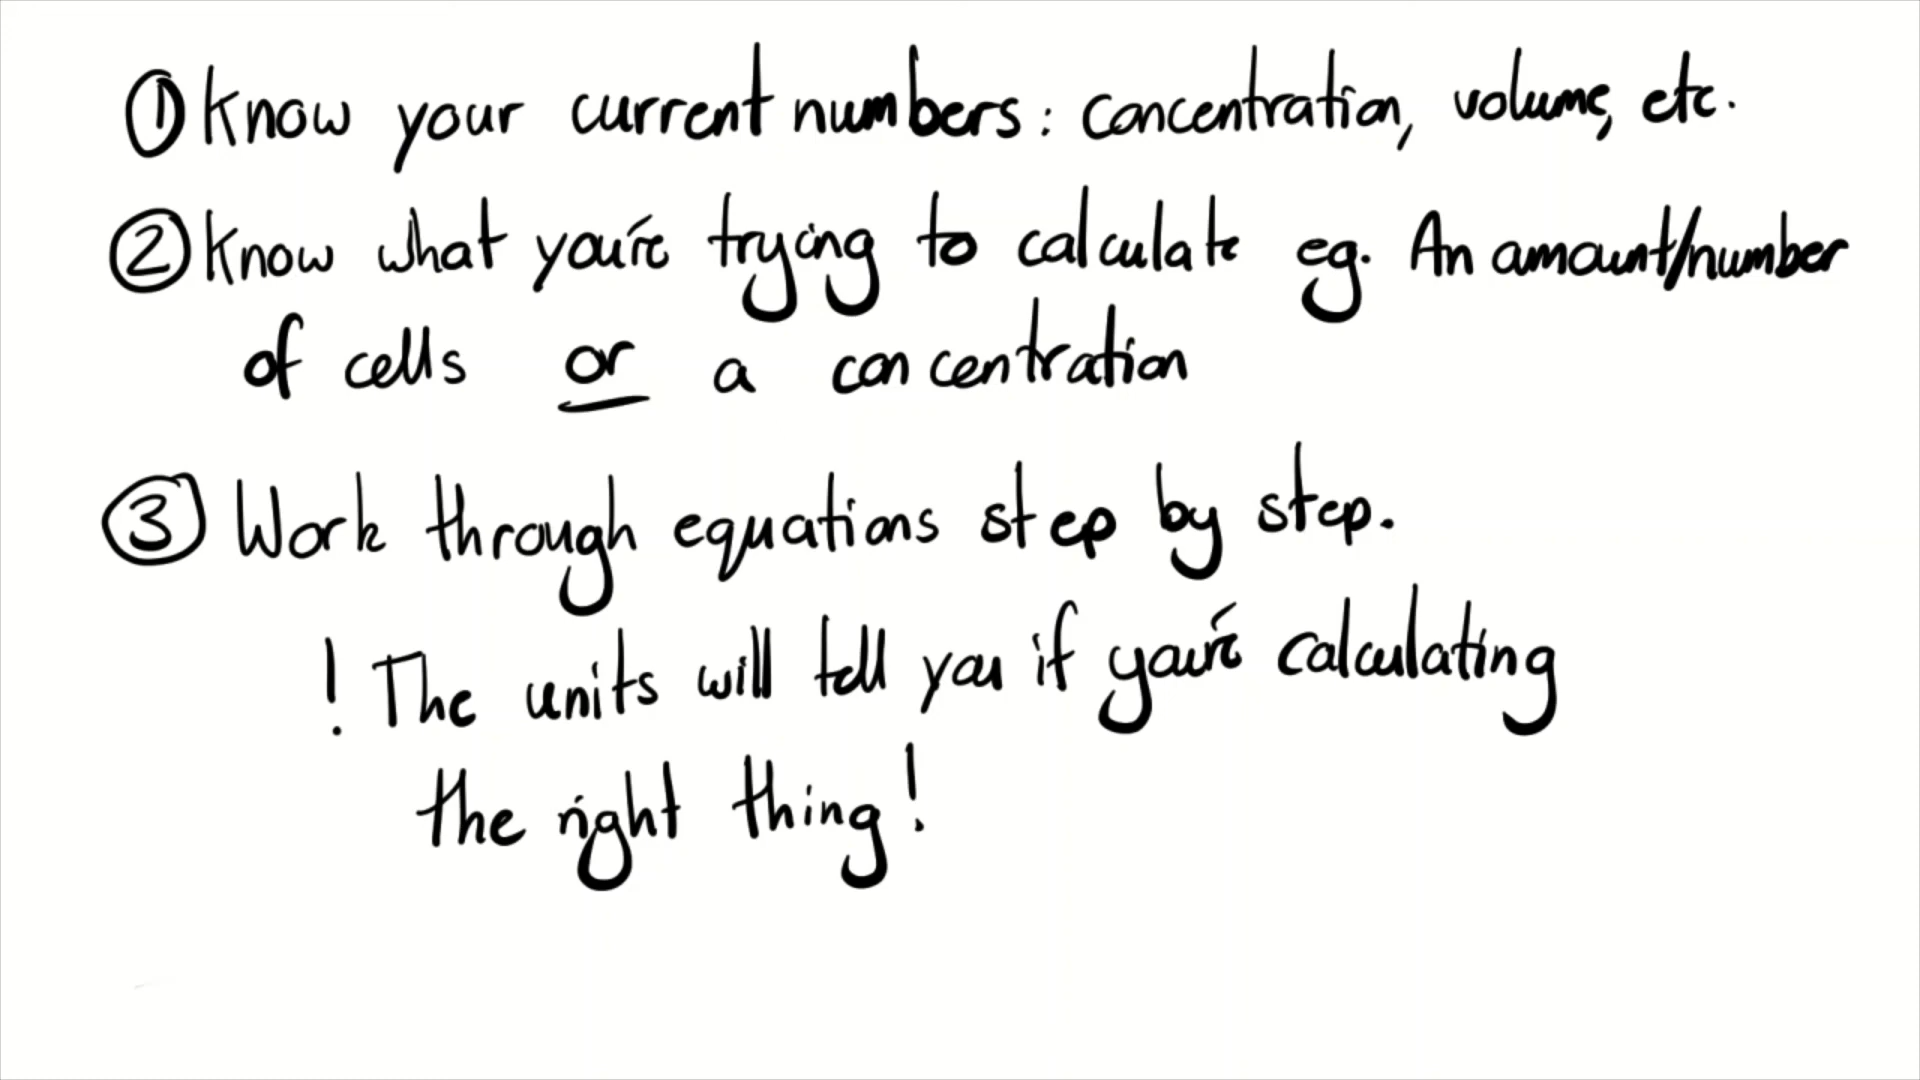 ① Know your current numbers: concentration, volume, etc.
② Know what you're trying to calculate eg. An amount/number
of cells or a concentration
③ Work through equations step by step.
! The units will tell you if you're calculating
the right thing!